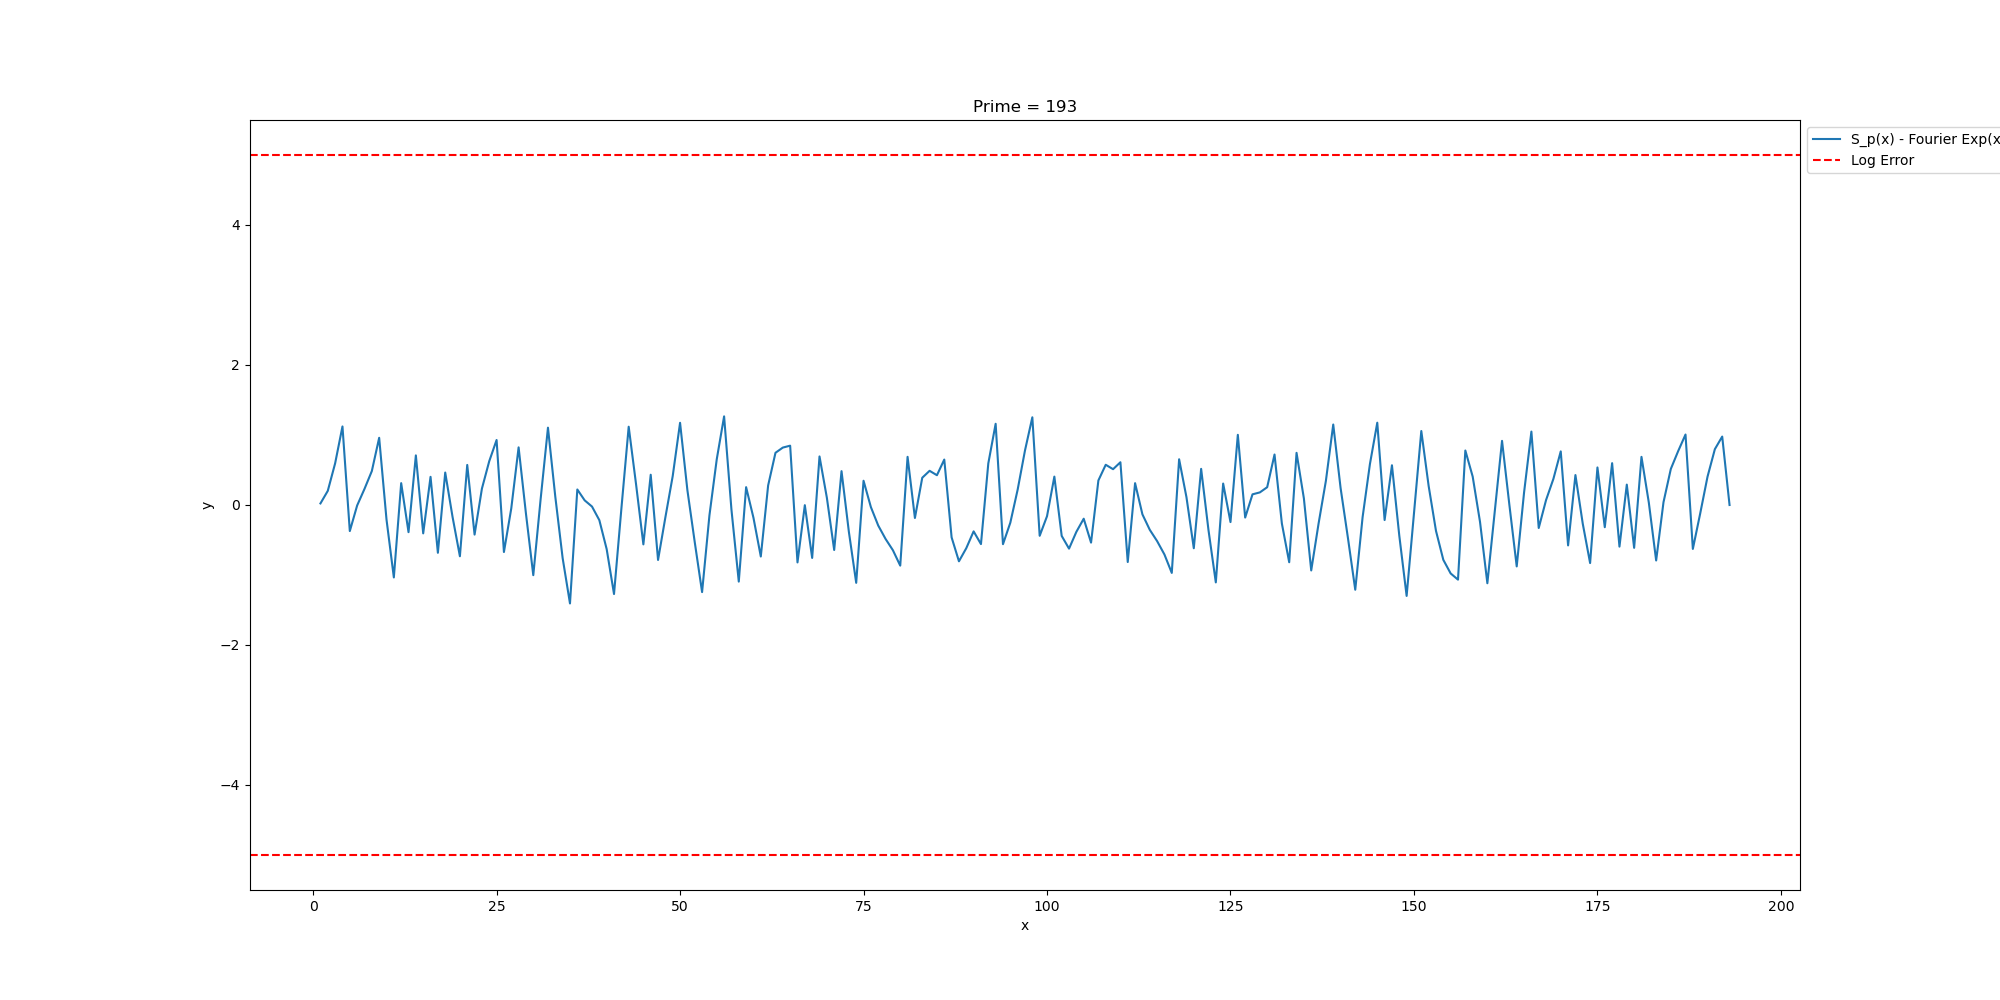 Prime = 193
S_p(x) - Fourier Exp(x
Log Error
4
2
0
−2
−4
y
0 25 50 75 100 125 150 175 200
x